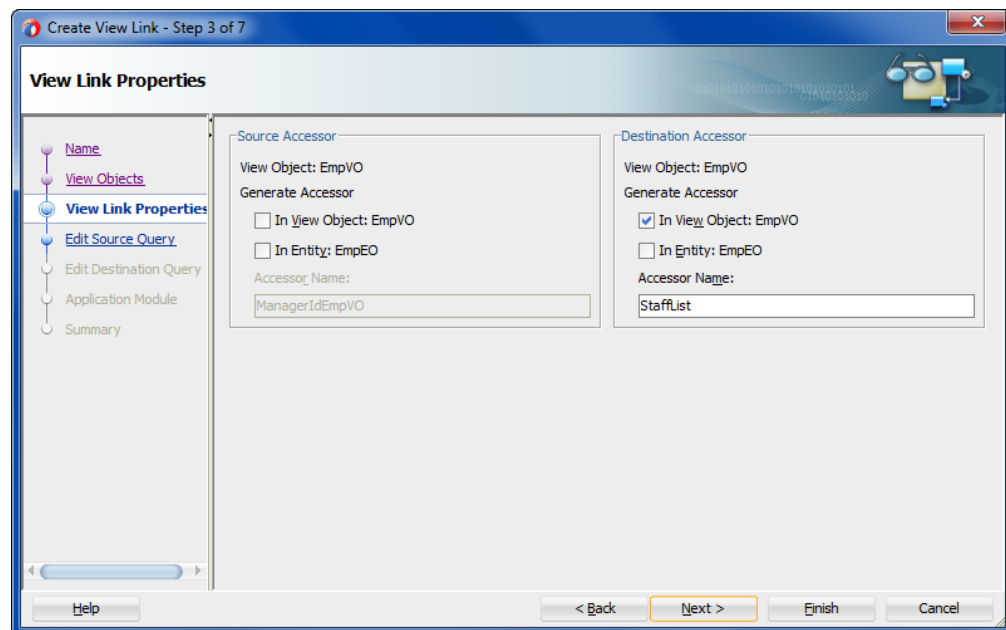 Create View Link - Step 3 of 7
View Link Properties
Name
View Objects
View Link Properties
Edit Source Query
Edit Destination Query
Application Module
Summary
Source Accessor
View Object: EmpVO
Generate Accessor
In View Object: EmpVO
In Entity: EmpEO
Accessor Name:
ManagerIdEmpVO
Destination Accessor
View Object: EmpVO
Generate Accessor
In View Object: EmpVO
In Entity: EmpEO
Accessor Name:
StaffList
Help
< Back
Next >
Finish
Cancel